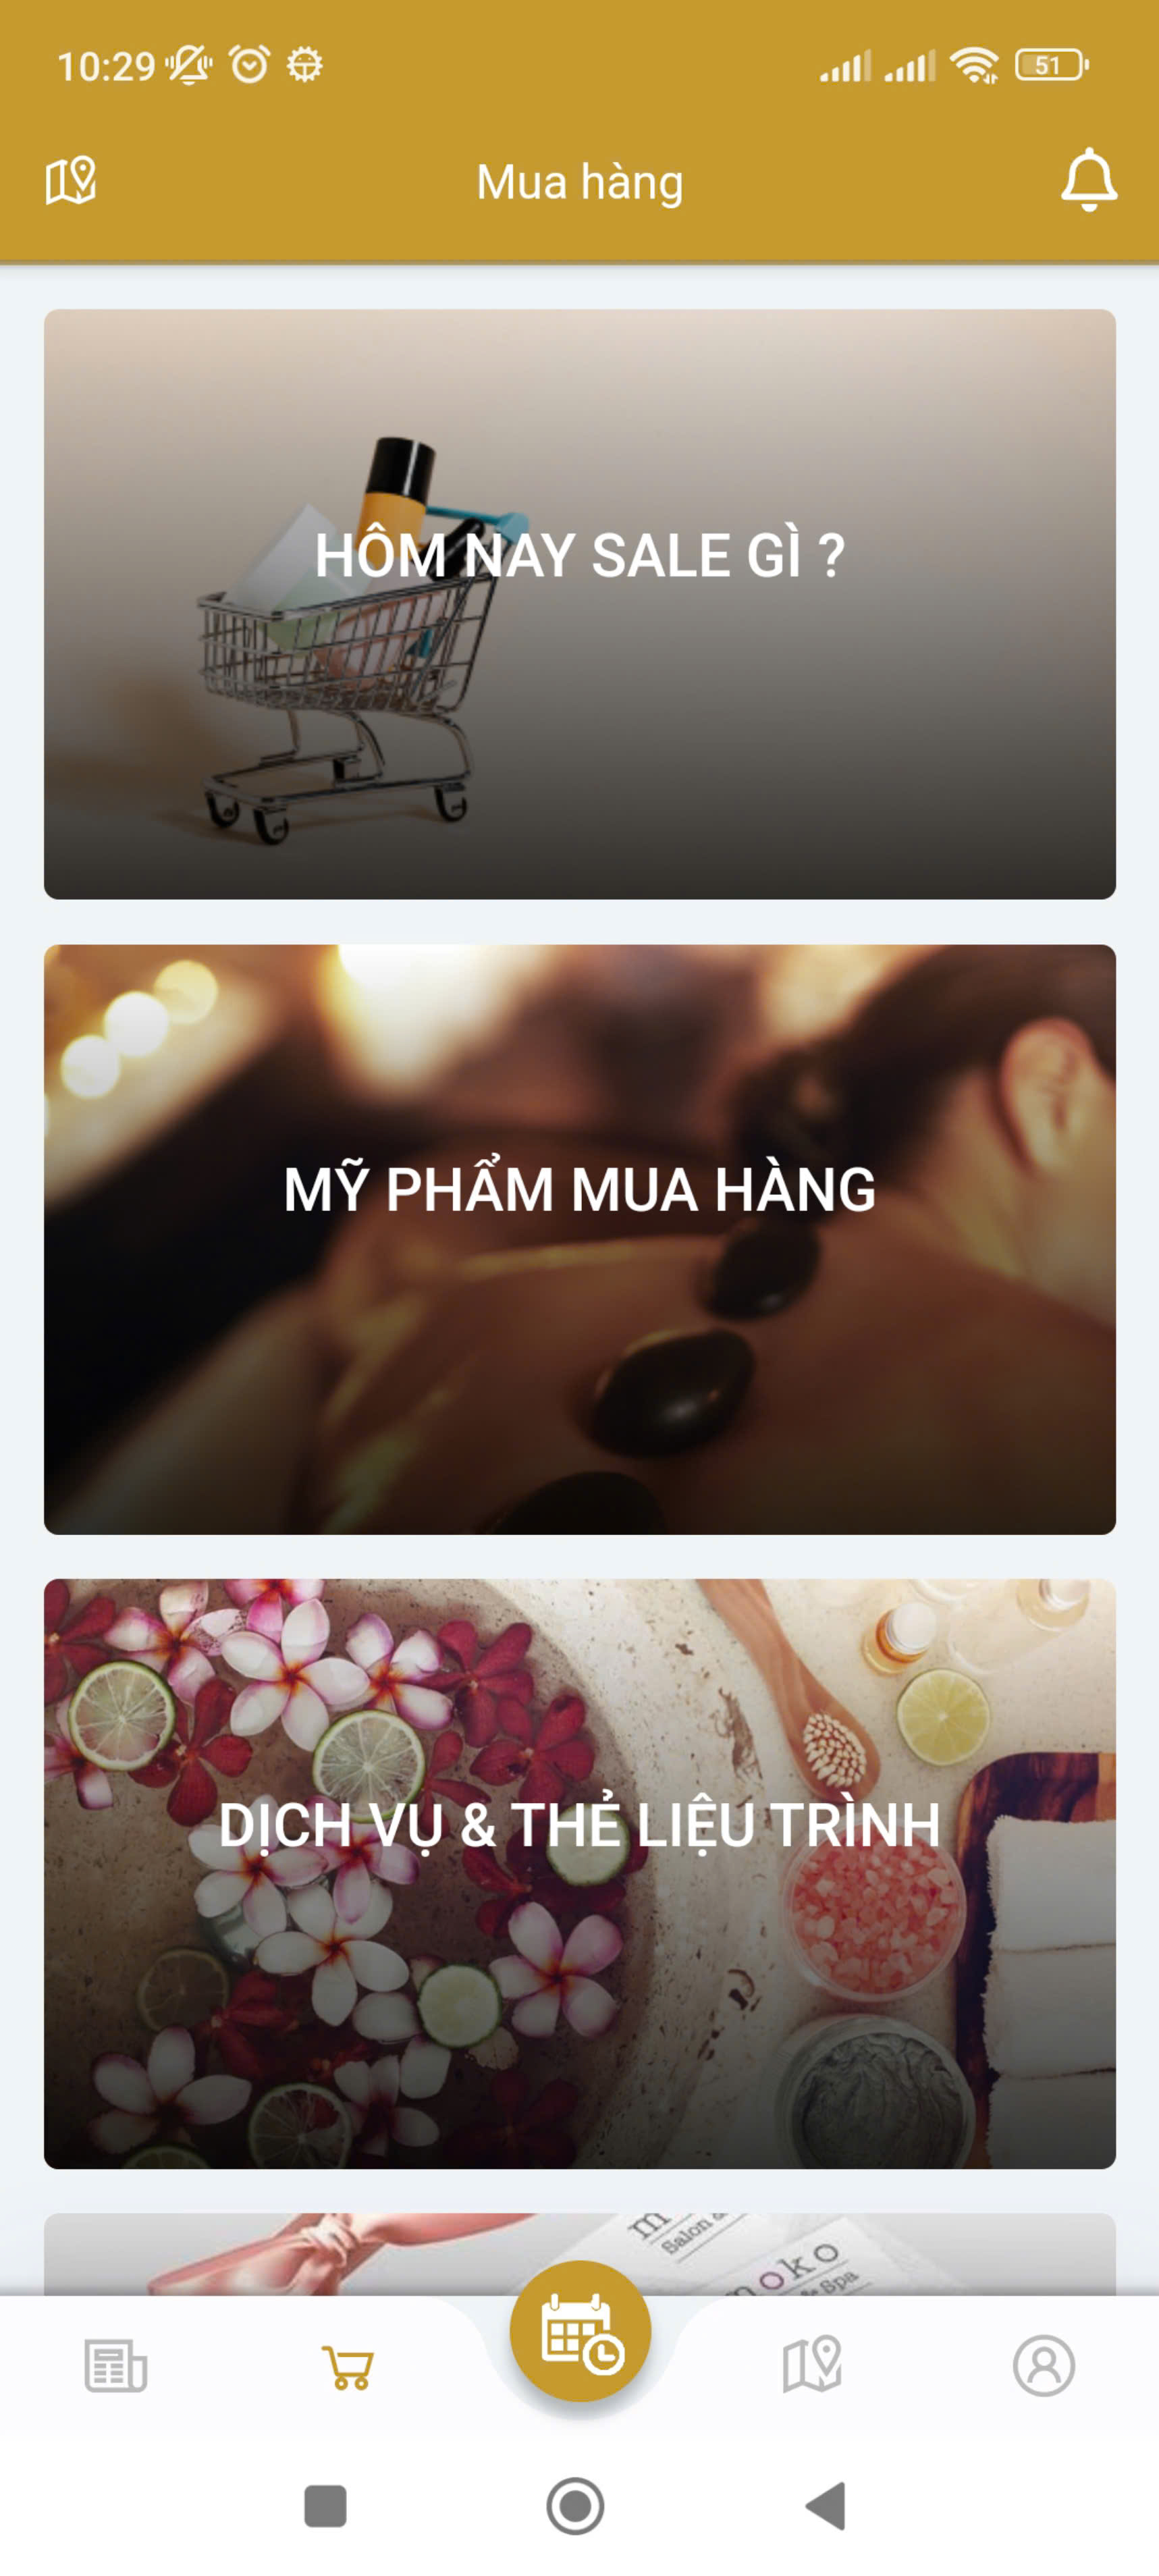 10:29
51
Mua hàng
HÔM NAY SALE GÌ ?
MỸ PHẨM MUA HÀNG
DỊCH VỤ & THẺ LIỆU TRÌNH
m
Salon &
moko
& Spa